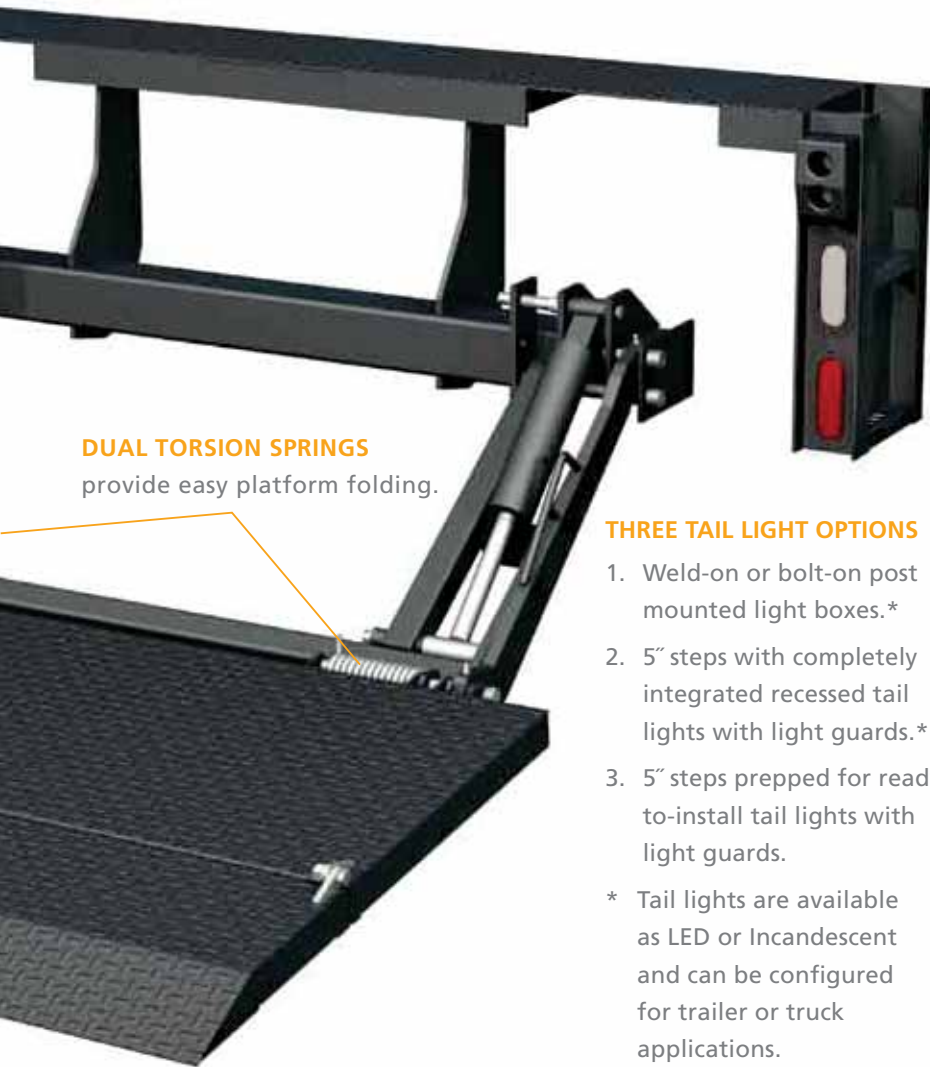 DUAL TORSION SPRINGS
provide easy platform folding.
THREE TAIL LIGHT OPTIONS
1. Weld-on or bolt-on post
mounted light boxes.*
2. 5˝ steps with completely
integrated recessed tail
lights with light guards.*
3. 5˝ steps prepped for read
to-install tail lights with
light guards.
* Tail lights are available
as LED or Incandescent
and can be configured
for trailer or truck
applications.